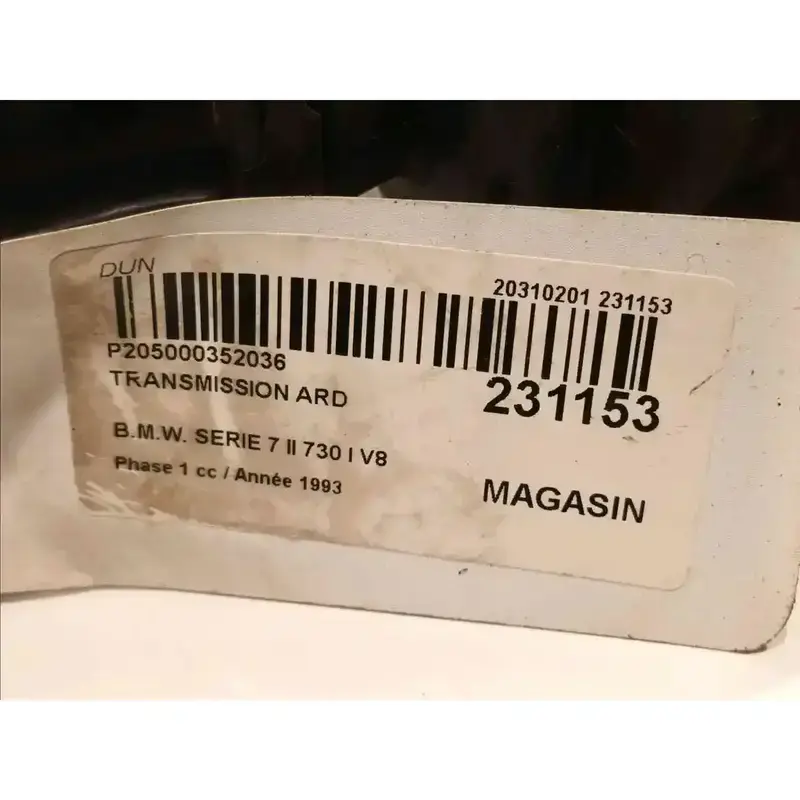 DUN
20310201 231153
P205000352036
231153
TRANSMISSION ARD
B.M.W. SERIE 7 II 730 I V8
Phase 1 cc / Année 1993
MAGASIN